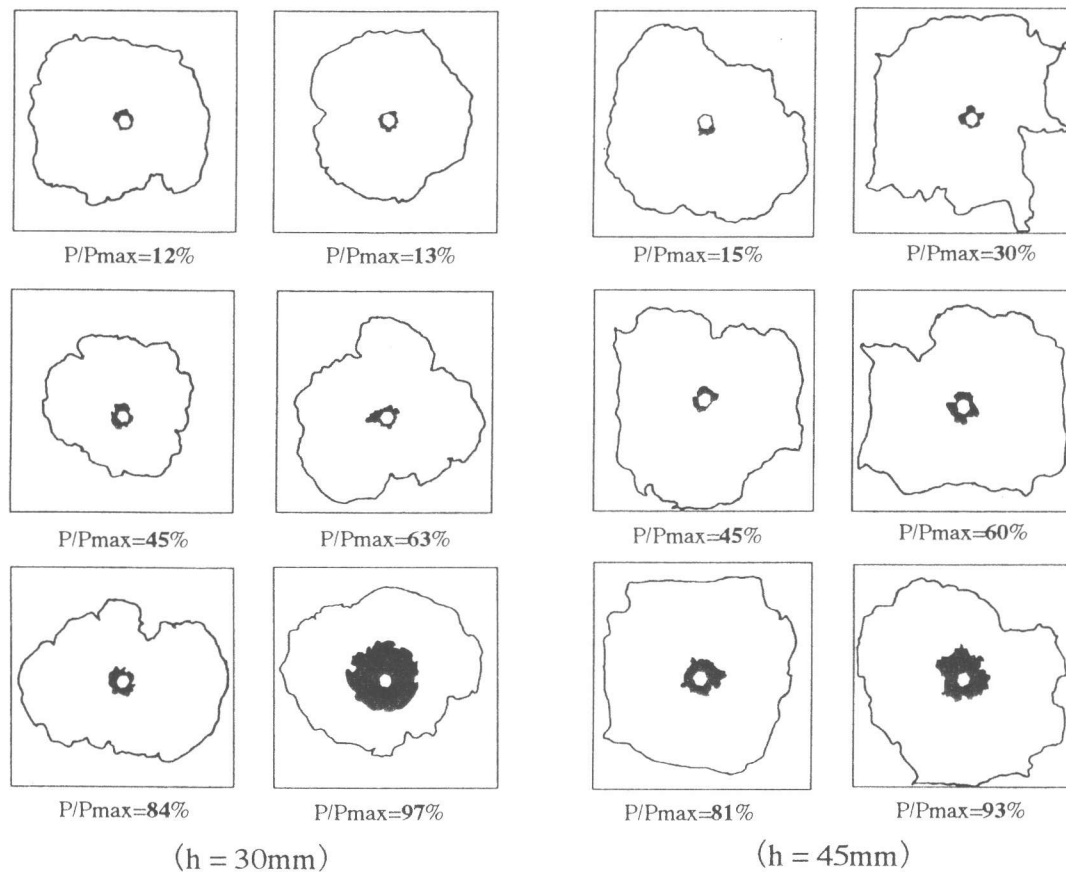 P/Pmax=12%
P/Pmax=13%
P/Pmax=15%
P/Pmax=30%
P/Pmax=45%
P/Pmax=63%
P/Pmax=45%
P/Pmax=60%
P/Pmax=84%
P/Pmax=97%
P/Pmax=81%
P/Pmax=93%
(h = 30mm)
(h = 45mm)